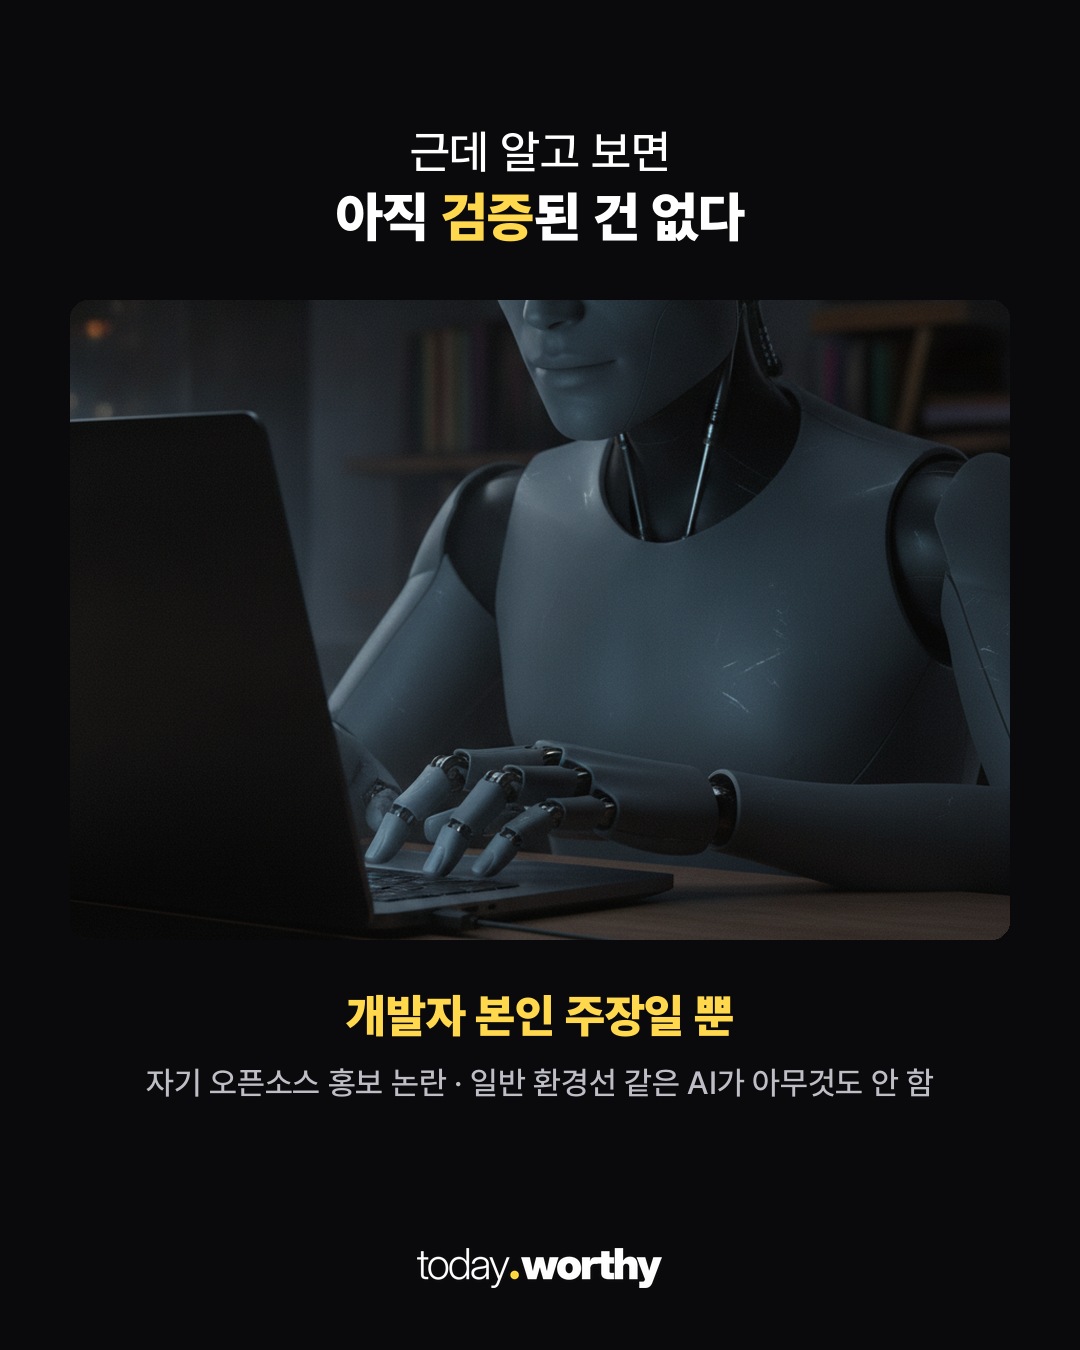 근데 알고 보면
아직 검증된 건 없다
개발자 본인 주장일 뿐
자기 오픈소스 홍보 논란 · 일반 환경선 같은 AI가 아무것도 안 함
today.worthy